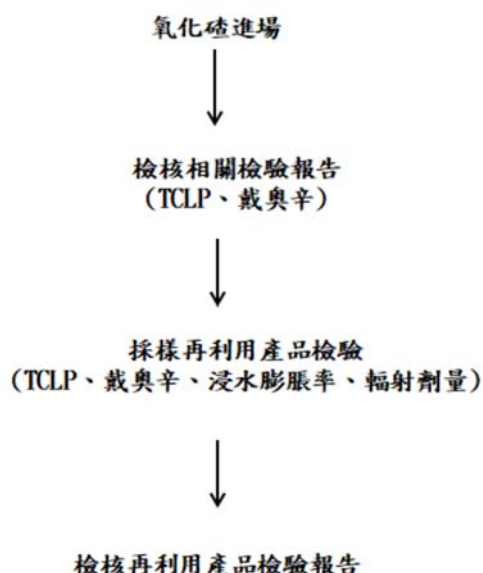 氧化碴進場
檢核相關檢驗報告
(TCLP、戴奧辛)
採樣再利用產品檢驗
(TCLP、戴奧辛、浸水膨脹率、輻射劑量)
檢核再利用產品檢驗報告